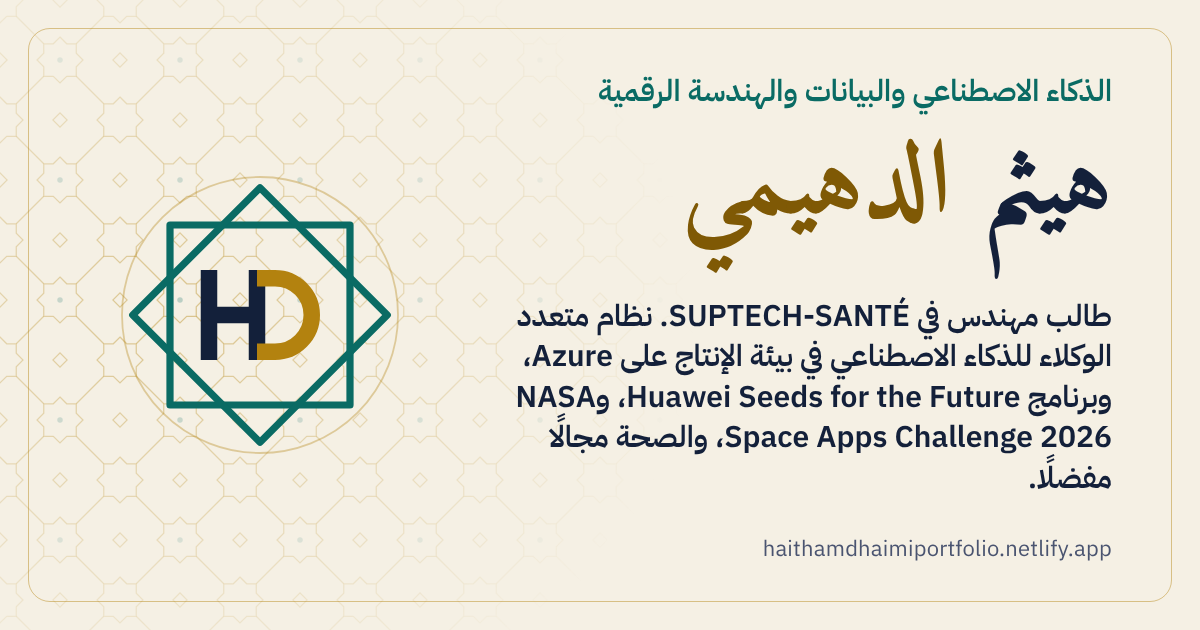 الذكاء الاصطناعي والبيانات والهندسة الرقمية
هيثم الدهيمي
HD
طالب مهندس في SUPTECH-SANTÉ. نظام متعدد
الوكلاء للذكاء الاصطناعي في بيئة الإنتاج على Azure،
وبرنامج Huawei Seeds for the Future، وNASA
Space Apps Challenge 2026، والصحة مجالًا
مفضلًا.
haithamdhaimiportfolio.netlify.app